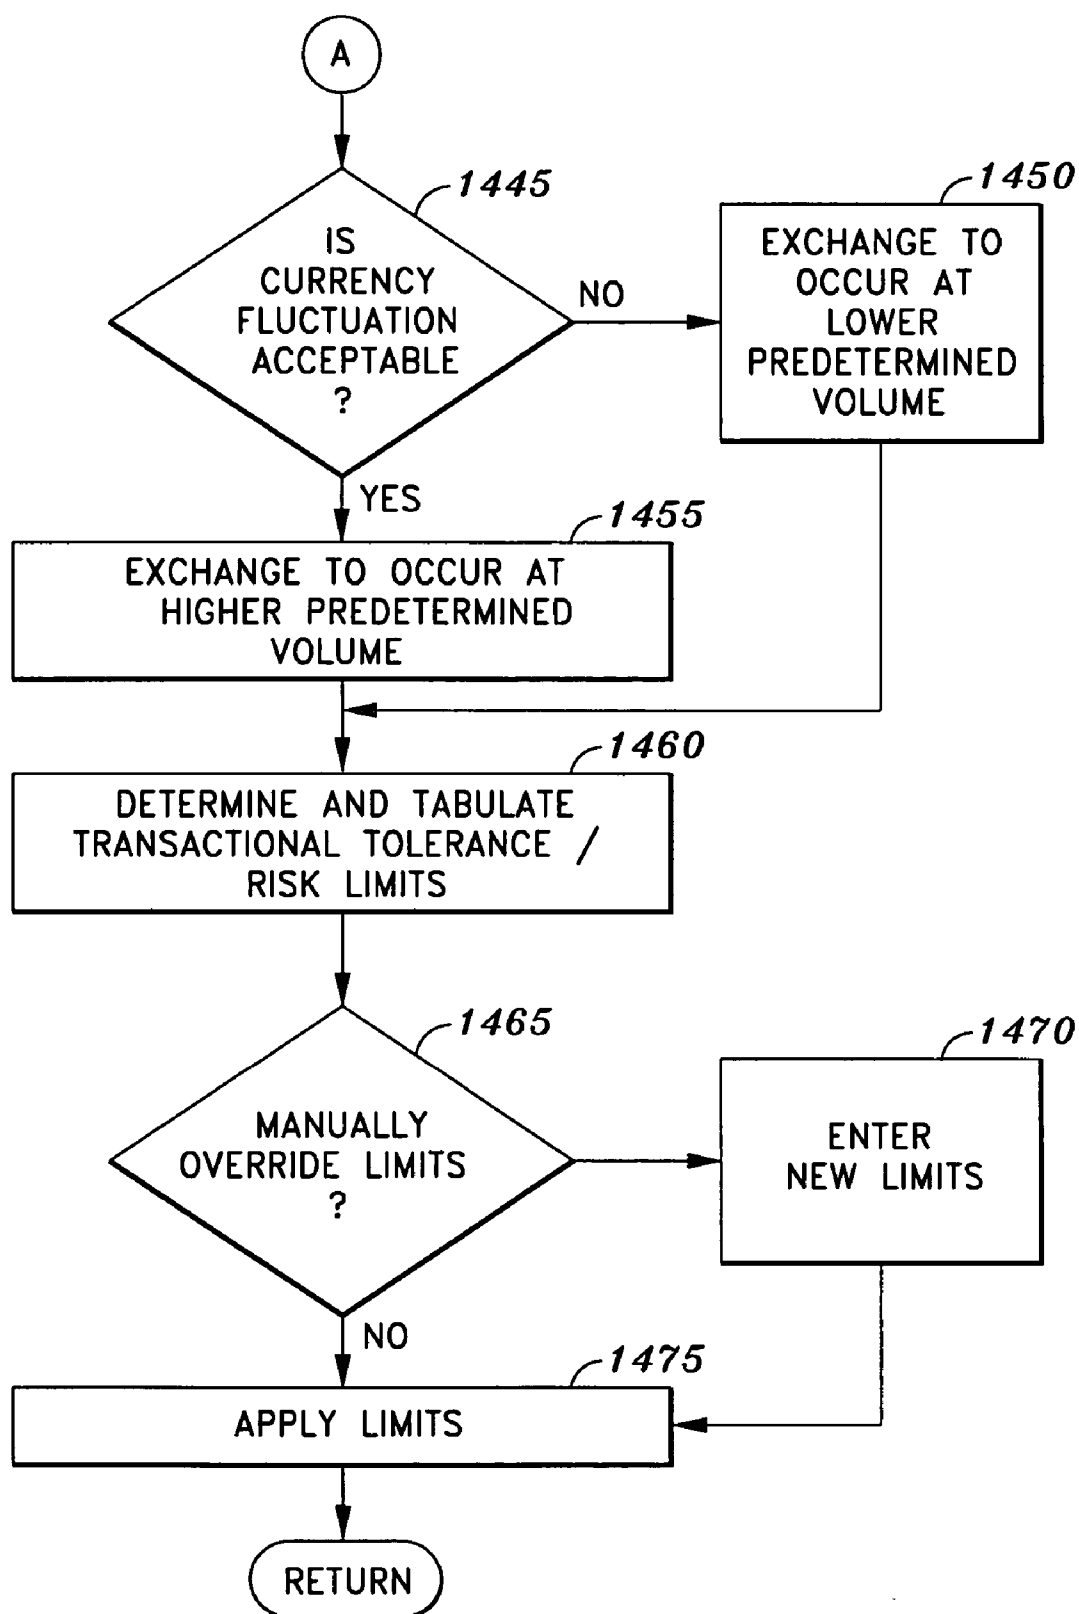 A
1445
IS
CURRENCY
FLUCTUATION
ACCEPTABLE
?
NO
1450
EXCHANGE TO
OCCUR AT
LOWER
PREDETERMINED
VOLUME
YES
1455
EXCHANGE TO OCCUR AT
HIGHER PREDETERMINED
VOLUME
1460
DETERMINE AND TABULATE
TRANSACTIONAL TOLERANCE /
RISK LIMITS
1465
MANUALLY
OVERRIDE LIMITS
?
1470
ENTER
NEW LIMITS
NO
1475
APPLY LIMITS
RETURN